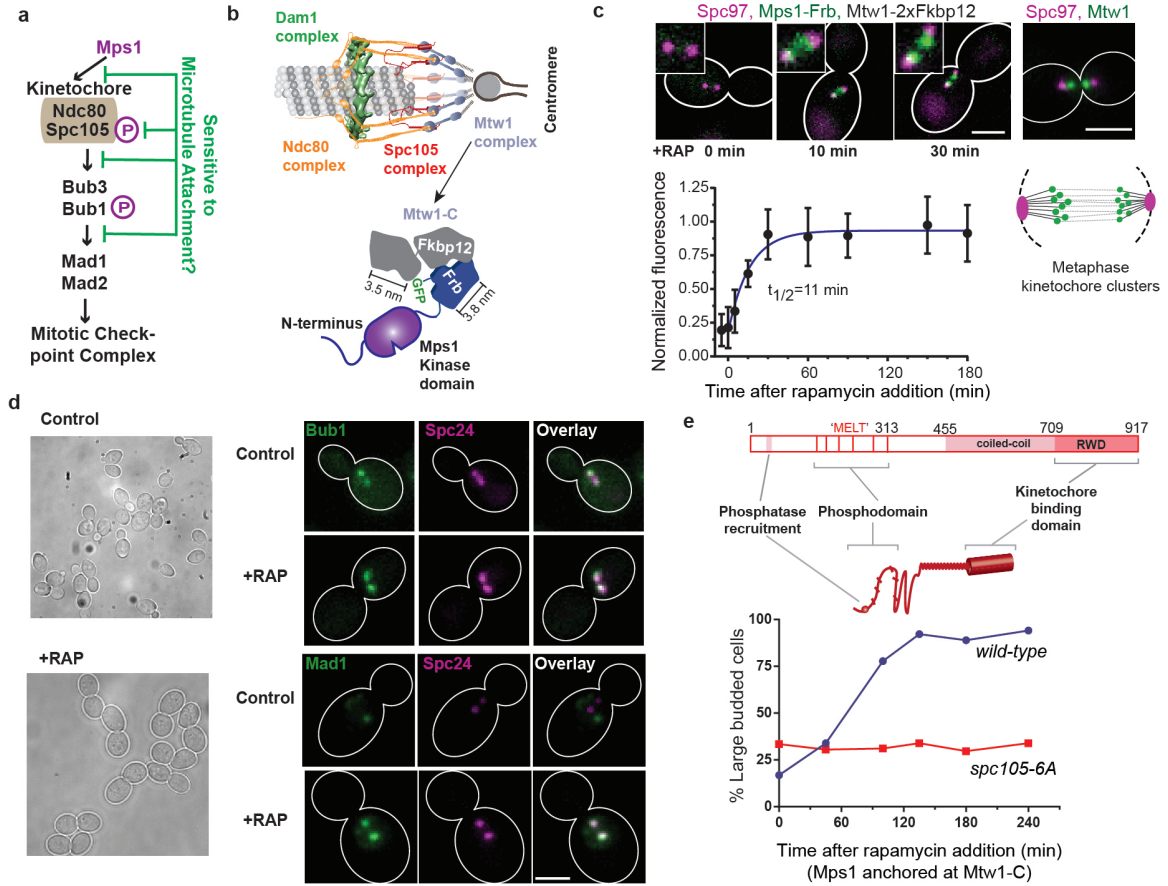 a
Mps1
Kinetochore
Ndc80
Spc105
P
Bub3
Bub1
P
Mad1
Mad2
Mitotic Check-
point Complex
Sensitive to
Microtubule Attachment?
b
Dam1
complex
Ndc80
complex
Spc105
complex
Mtw1
complex
Centromere
Mtw1-C
Fkbp12
GFP
Frb
3.5 nm
3.8 nm
N-terminus
Mps1
Kinase
domain
c
Spc97, Mps1-Frb, Mtw1-2xFkbp12
Spc97, Mtw1
+RAP 0 min 10 min 30 min
Normalized fluorescence
1.25
1.00
0.75
0.50
0.25
0.00
t1/2=11 min
0 60 120 180
Time after rapamycin addition (min)
Metaphase
kinetochore clusters
d
Control
+RAP
Bub1 Spc24 Overlay
Control
+RAP
Mad1 Spc24 Overlay
Control
+RAP
e
1 'MELT' 313 455 709 917
coiled-coil
RWD
Phosphatase
recruitment
Phosphodomain
Kinetochore
binding
domain
% Large budded cells
100
75
50
25
0
wild-type
spc105-6A
0 60 120 180 240
Time after rapamycin addition (min)
(Mps1 anchored at Mtw1-C)